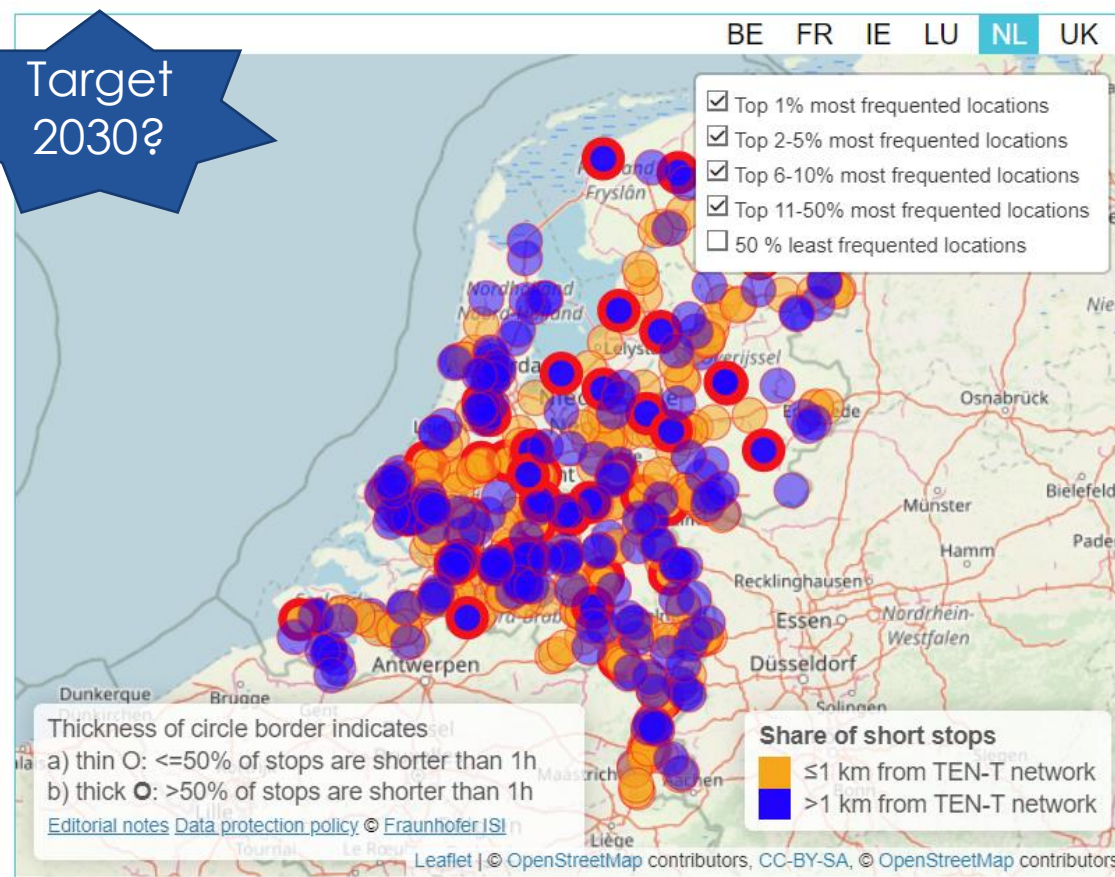 Target
2030?
BE FR IE LU NL UK
Top 1% most frequented locations
Top 2-5% most frequented locations
Top 6-10% most frequented locations
Top 11-50% most frequented locations
50 % least frequented locations
Fryslân
Osnabrück
Münster
Bielefeld
Hamm
Recklinghausen
Essen
Nordrhein-
Westfalen
Antwerpen
Düsseldorf
Dunkerque
Brugge
Solingen
Thickness of circle border indicates
a) thin O: <=50% of stops are shorter than 1h
b) thick O: >50% of stops are shorter than 1h
Editorial notes Data protection policy © Fraunhofer ISI
Share of short stops
≤1 km from TEN-T network
>1 km from TEN-T network
Liège
Leaflet | © OpenStreetMap contributors, CC-BY-SA, © OpenStreetMap contributors